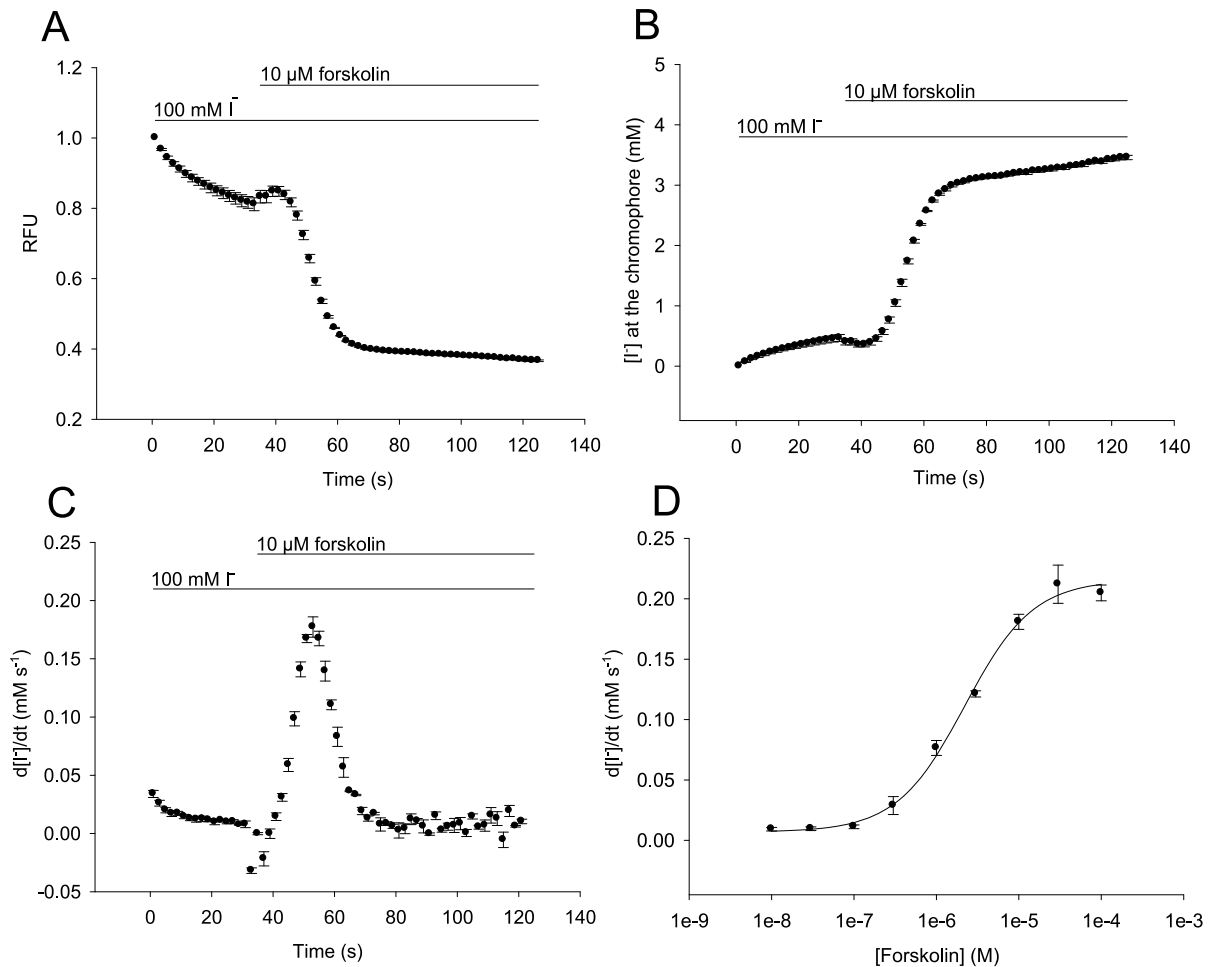 A
1.2
1.0
0.8
0.6
0.4
0.2
RFU
10 µM forskolin
100 mM I⁻
0 20 40 60 80 100 120 140
Time (s)
B
5
4
3
2
1
0
[I⁻] at the chromophore (mM)
10 µM forskolin
100 mM I⁻
0 20 40 60 80 100 120 140
Time (s)
C
0.25
0.20
0.15
0.10
0.05
0.00
-0.05
d[I⁻]/dt (mM s⁻¹)
10 µM forskolin
100 mM I⁻
0 20 40 60 80 100 120 140
Time (s)
D
0.25
0.20
0.15
0.10
0.05
0.00
d[I⁻]/dt (mM s⁻¹)
1e-9 1e-8 1e-7 1e-6 1e-5 1e-4 1e-3
[Forskolin] (M)